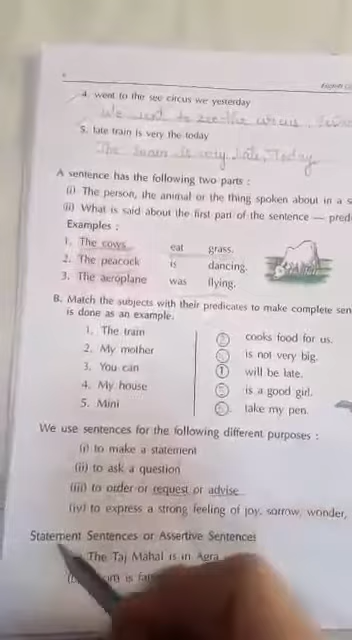 4. went to the see circus we yesterday
We went to see the circus
5. late train is very the today
The train is very late, Today
A sentence has the following two parts :
(i) The person, the animal or the thing spoken about in a s
(ii) What is said about the first part of the sentence — pred
Examples :
1. The cows eat grass.
2. The peacock is dancing.
3. The aeroplane was flying.
B. Match the subjects with their predicates to make complete sen
is done as an example.
1. The train cooks food for us.
2. My mother is not very big.
3. You can 1 will be late.
4. My house is a good girl.
5. Mini take my pen.
We use sentences for the following different purposes :
(i) to make a statement
(ii) to ask a question
(iii) to order or request or advise
(iv) to express a strong feeling of joy, sorrow, wonder,
Statement Sentences or Assertive Sentences
The Taj Mahal is in Agra
is